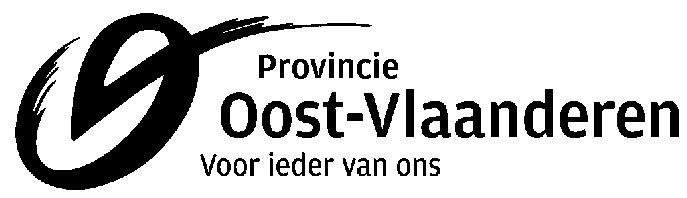 Provincie
Oost-Vlaanderen
Voor ieder van ons